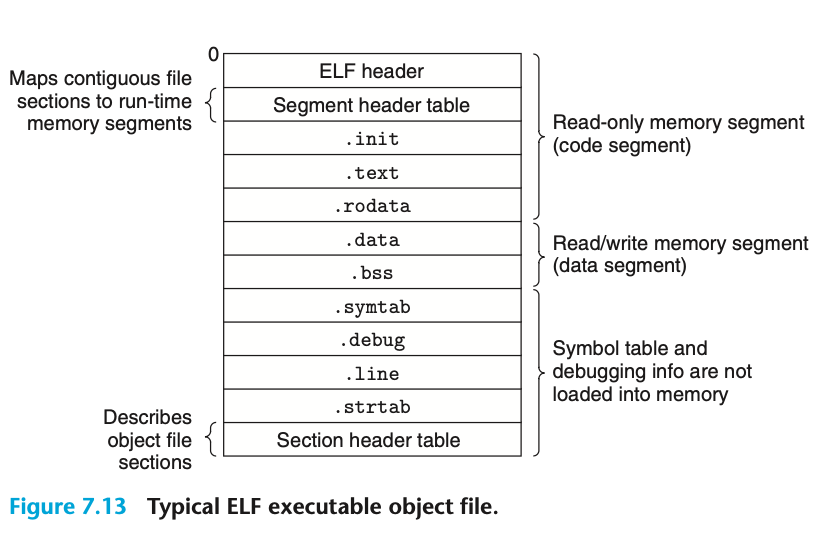 0
ELF header
Maps contiguous file
sections to run-time
memory segments
Segment header table
.init
.text
.rodata
Read-only memory segment
(code segment)
.data
.bss
Read/write memory segment
(data segment)
.symtab
.debug
.line
.strtab
Symbol table and
debugging info are not
loaded into memory
Describes
object file
sections
Section header table
Figure 7.13 Typical ELF executable object file.